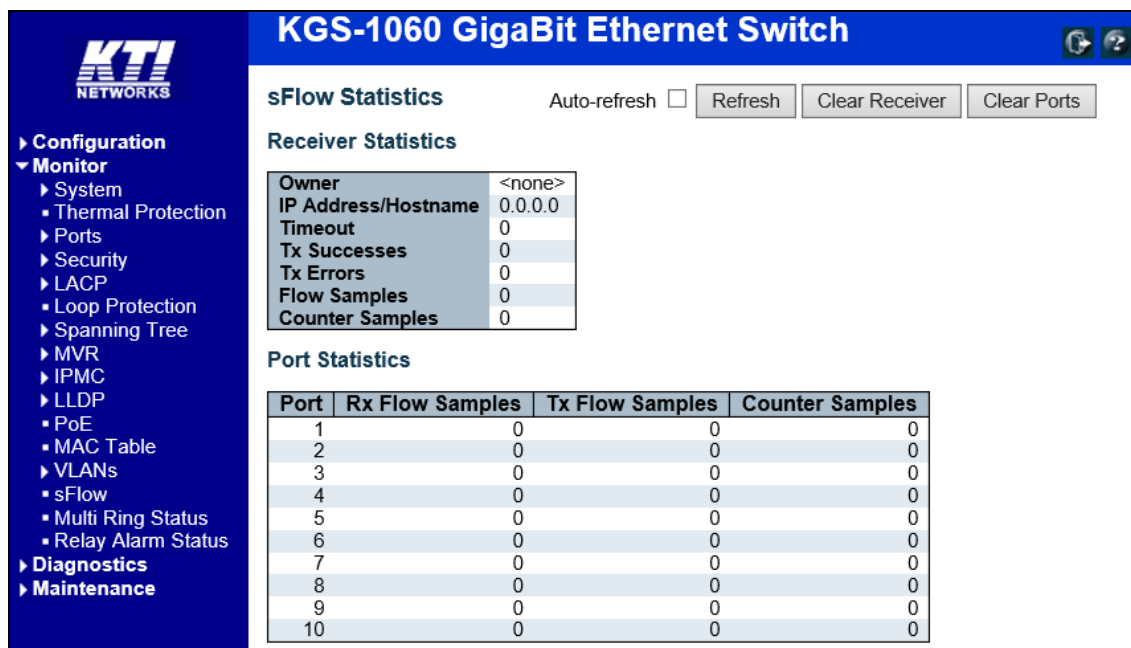 KTI
NETWORKS
KGS-1060 GigaBit Ethernet Switch
?
Configuration
Monitor
System
Thermal Protection
Ports
Security
LACP
Loop Protection
Spanning Tree
MVR
IPMC
LLDP
PoE
MAC Table
VLANs
sFlow
Multi Ring Status
Relay Alarm Status
Diagnostics
Maintenance
sFlow Statistics Auto-refresh Refresh Clear Receiver Clear Ports
Receiver Statistics
Owner <none>
IP Address/Hostname 0.0.0.0
Timeout 0
Tx Successes 0
Tx Errors 0
Flow Samples 0
Counter Samples 0
Port Statistics
Port Rx Flow Samples Tx Flow Samples Counter Samples
1 0 0 0
2 0 0 0
3 0 0 0
4 0 0 0
5 0 0 0
6 0 0 0
7 0 0 0
8 0 0 0
9 0 0 0
10 0 0 0